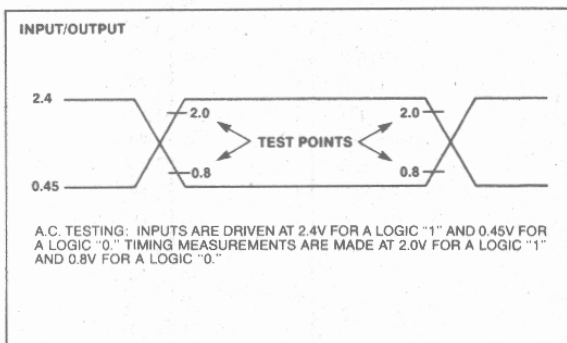 INPUT/OUTPUT
2.4
2.0
2.0
TEST POINTS
0.8
0.8
0.45
A.C. TESTING: INPUTS ARE DRIVEN AT 2.4V FOR A LOGIC "1" AND 0.45V FOR
A LOGIC "0." TIMING MEASUREMENTS ARE MADE AT 2.0V FOR A LOGIC "1"
AND 0.8V FOR A LOGIC "0."